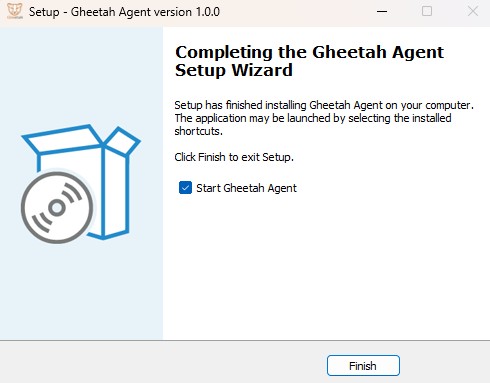 Setup - Gheetah Agent version 1.0.0
Completing the Gheetah Agent
Setup Wizard
Setup has finished installing Gheetah Agent on your computer.
The application may be launched by selecting the installed
shortcuts.
Click Finish to exit Setup.
Start Gheetah Agent
Finish